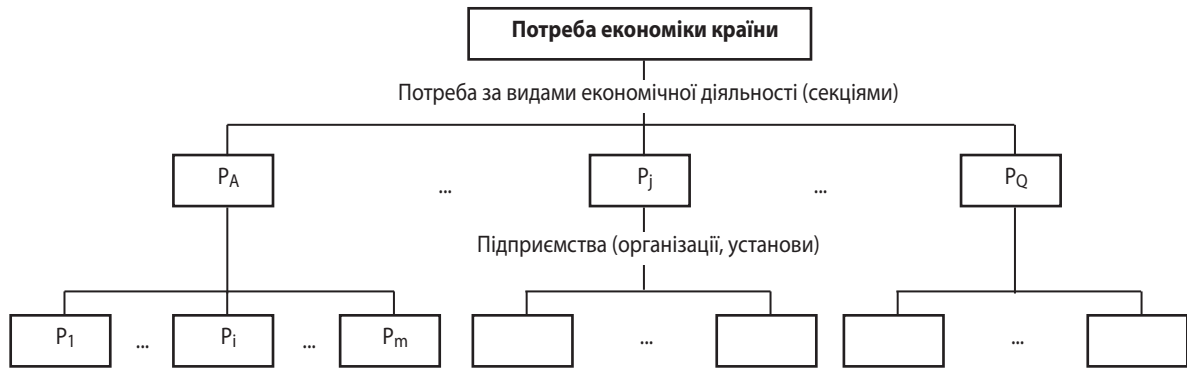 Потреба економіки країни
Потреба за видами економічної діяльності (секціями)
P_A ... P_j ... P_Q
Підприємства (організації, установи)
P_1 ... P_i ... P_m ... ...